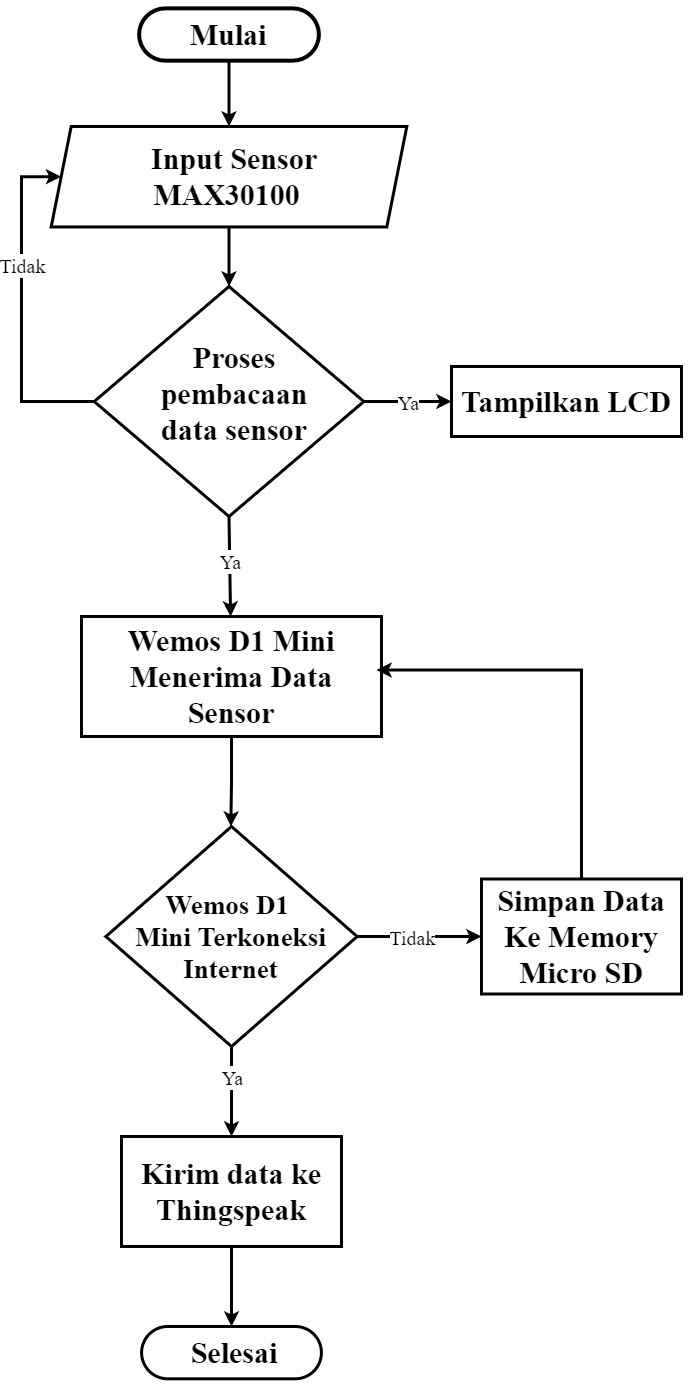 Mulai
Input Sensor
MAX30100
Tidak
Proses
pembacaan
data sensor
Ya
Tampilkan LCD
Ya
Wemos D1 Mini
Menerima Data
Sensor
Wemos D1
Mini Terkoneksi
Internet
Tidak
Simpan Data
Ke Memory
Micro SD
Ya
Kirim data ke
Thingspeak
Selesai